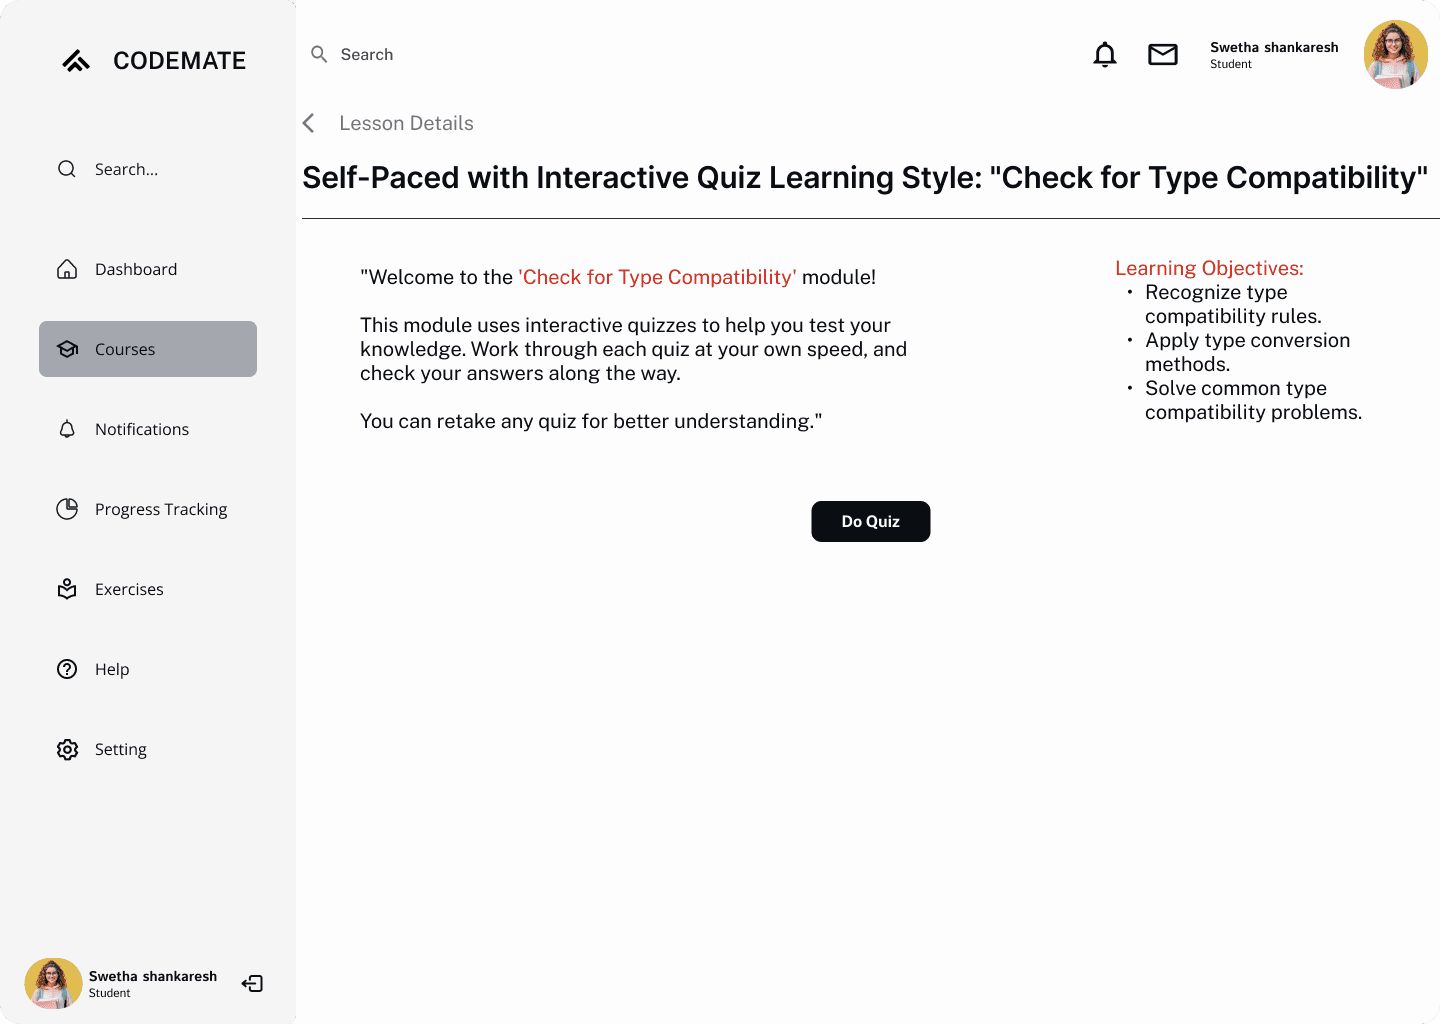 CODEMATE
Search...
Dashboard
Courses
Notifications
Progress Tracking
Exercises
Help
Setting
Swetha shankaresh
Student
Search
Swetha shankaresh
Student
Lesson Details
Self-Paced with Interactive Quiz Learning Style: "Check for Type Compatibility"
"Welcome to the 'Check for Type Compatibility' module!
This module uses interactive quizzes to help you test your
knowledge. Work through each quiz at your own speed, and
check your answers along the way.
You can retake any quiz for better understanding."
Learning Objectives:
• Recognize type
compatibility rules.
• Apply type conversion
methods.
• Solve common type
compatibility problems.
Do Quiz